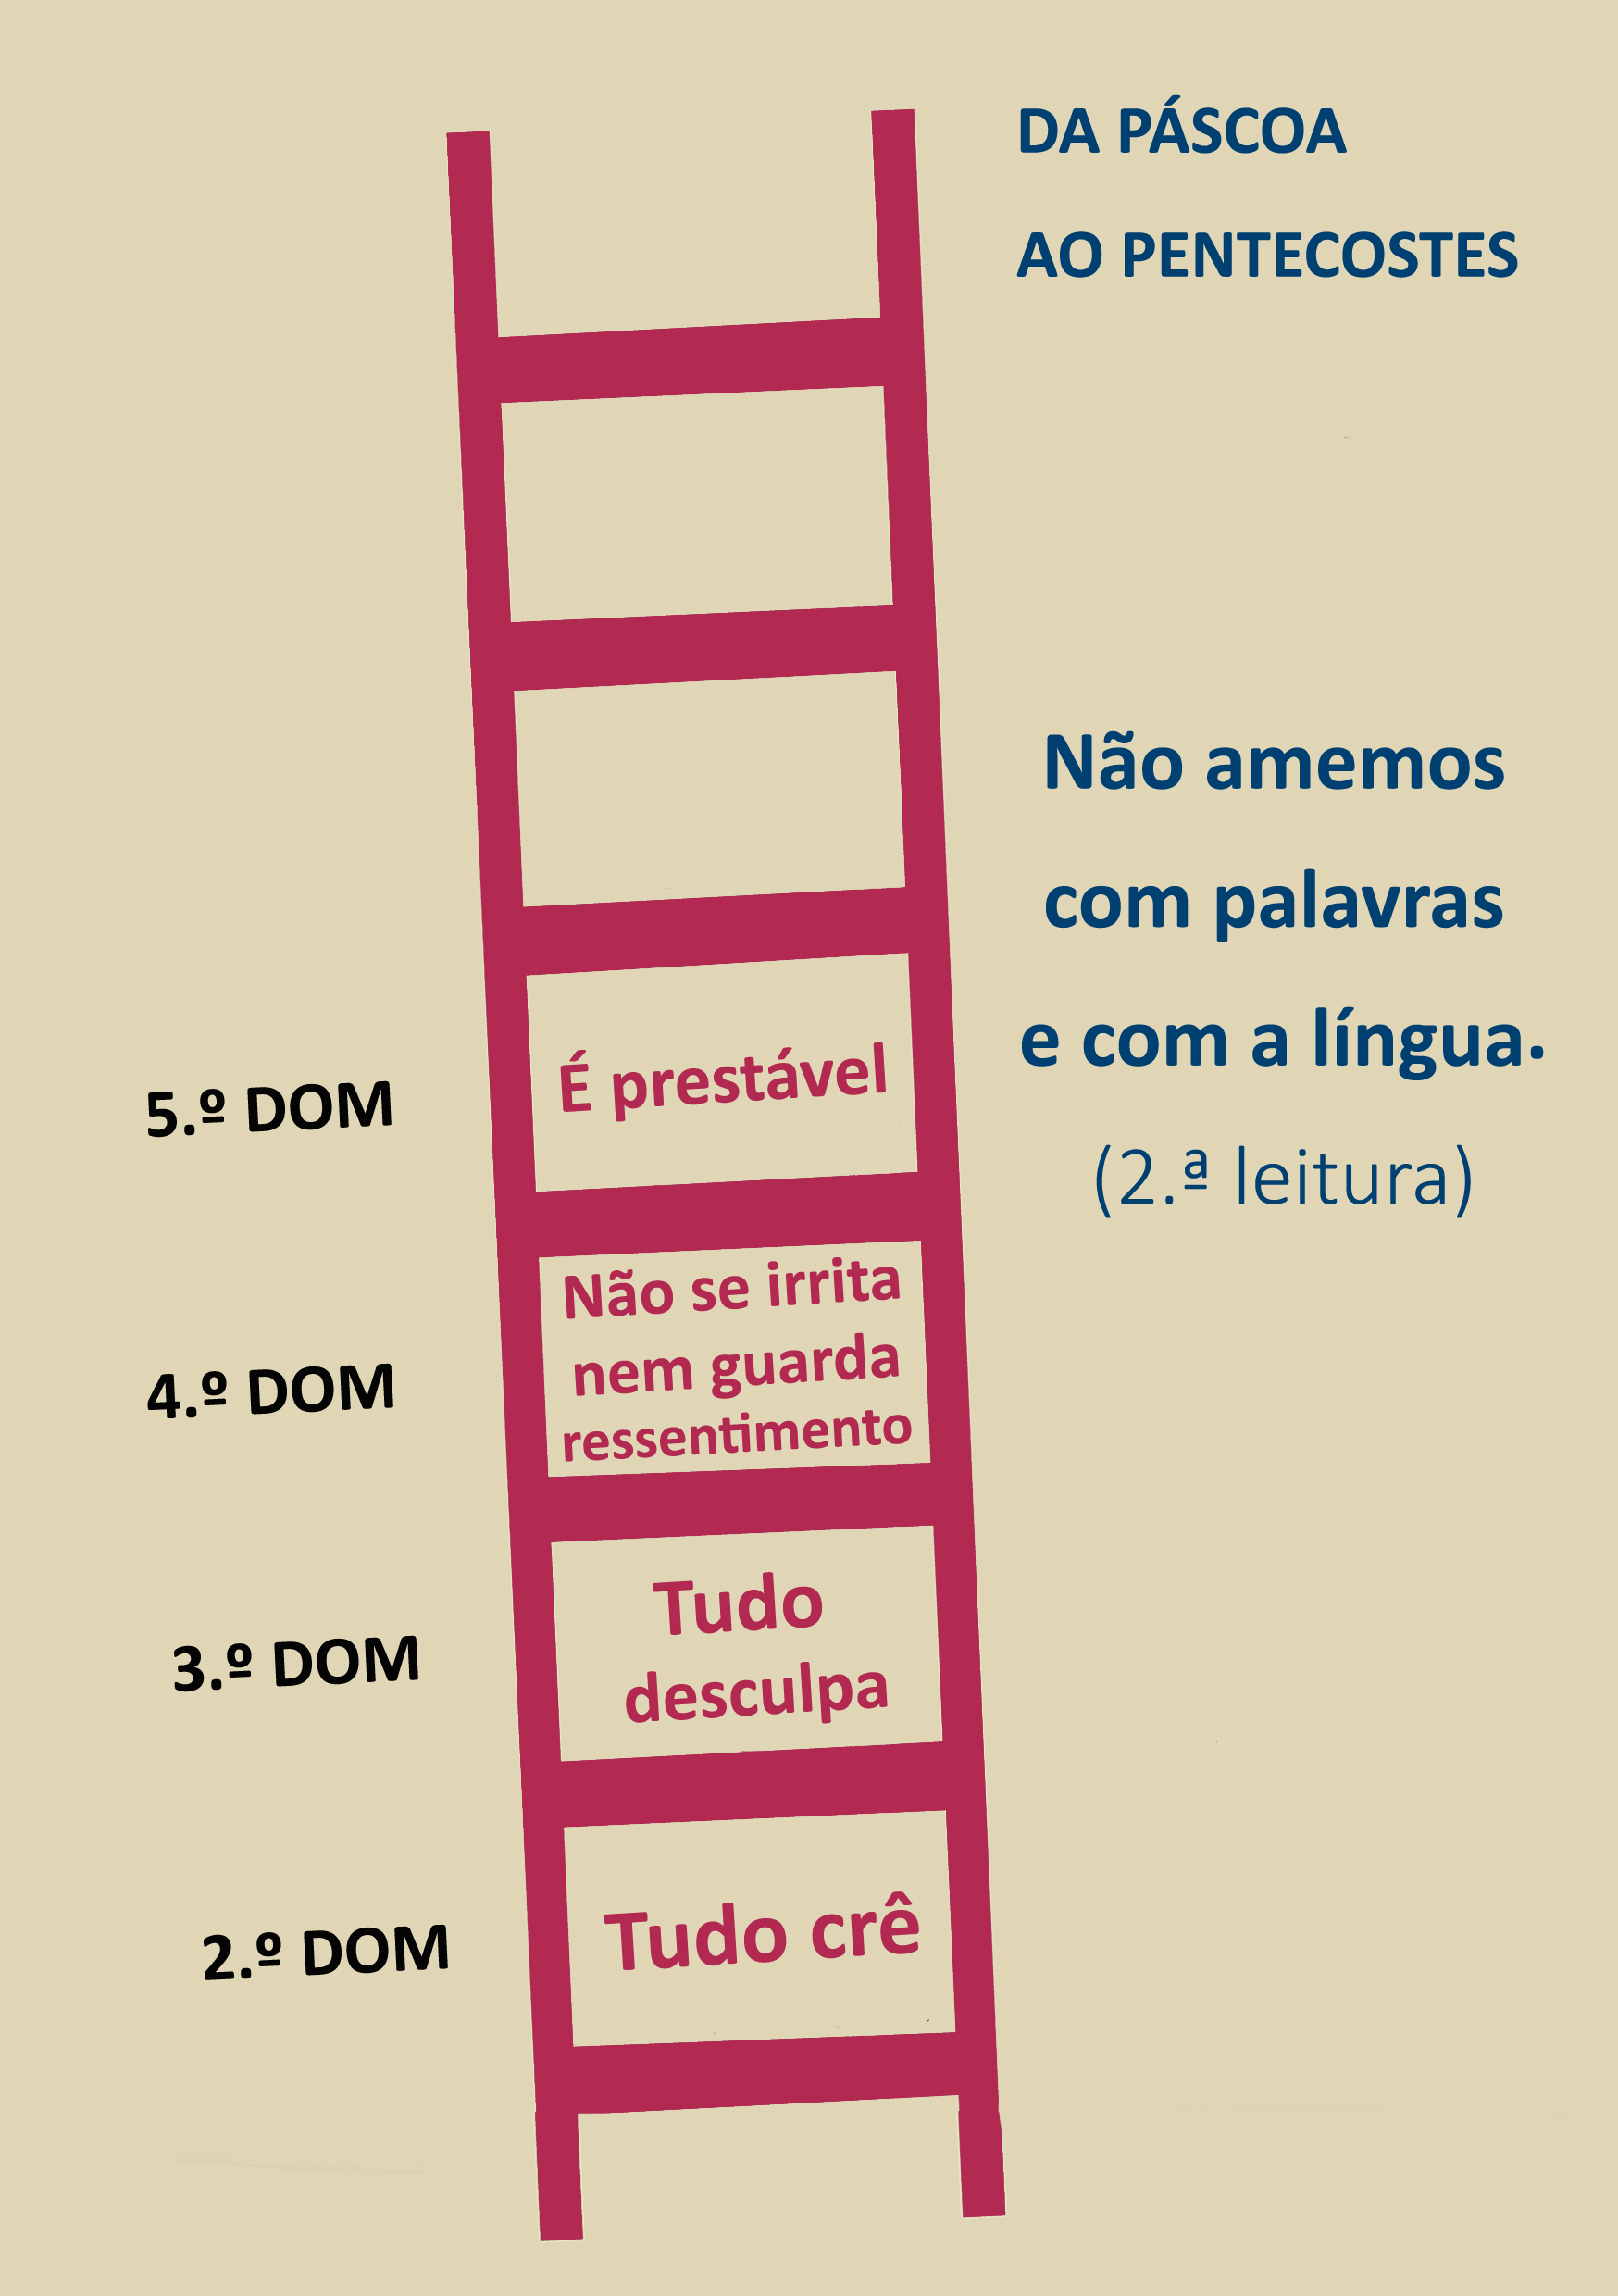 DA PÁSCOA
AO PENTECOSTES
Não amemos
com palavras
e com a língua.
(2.ª leitura)
5.º DOM
É prestável
4.º DOM
Não se irrita
nem guarda
ressentimento
3.º DOM
Tudo
desculpa
2.º DOM
Tudo crê